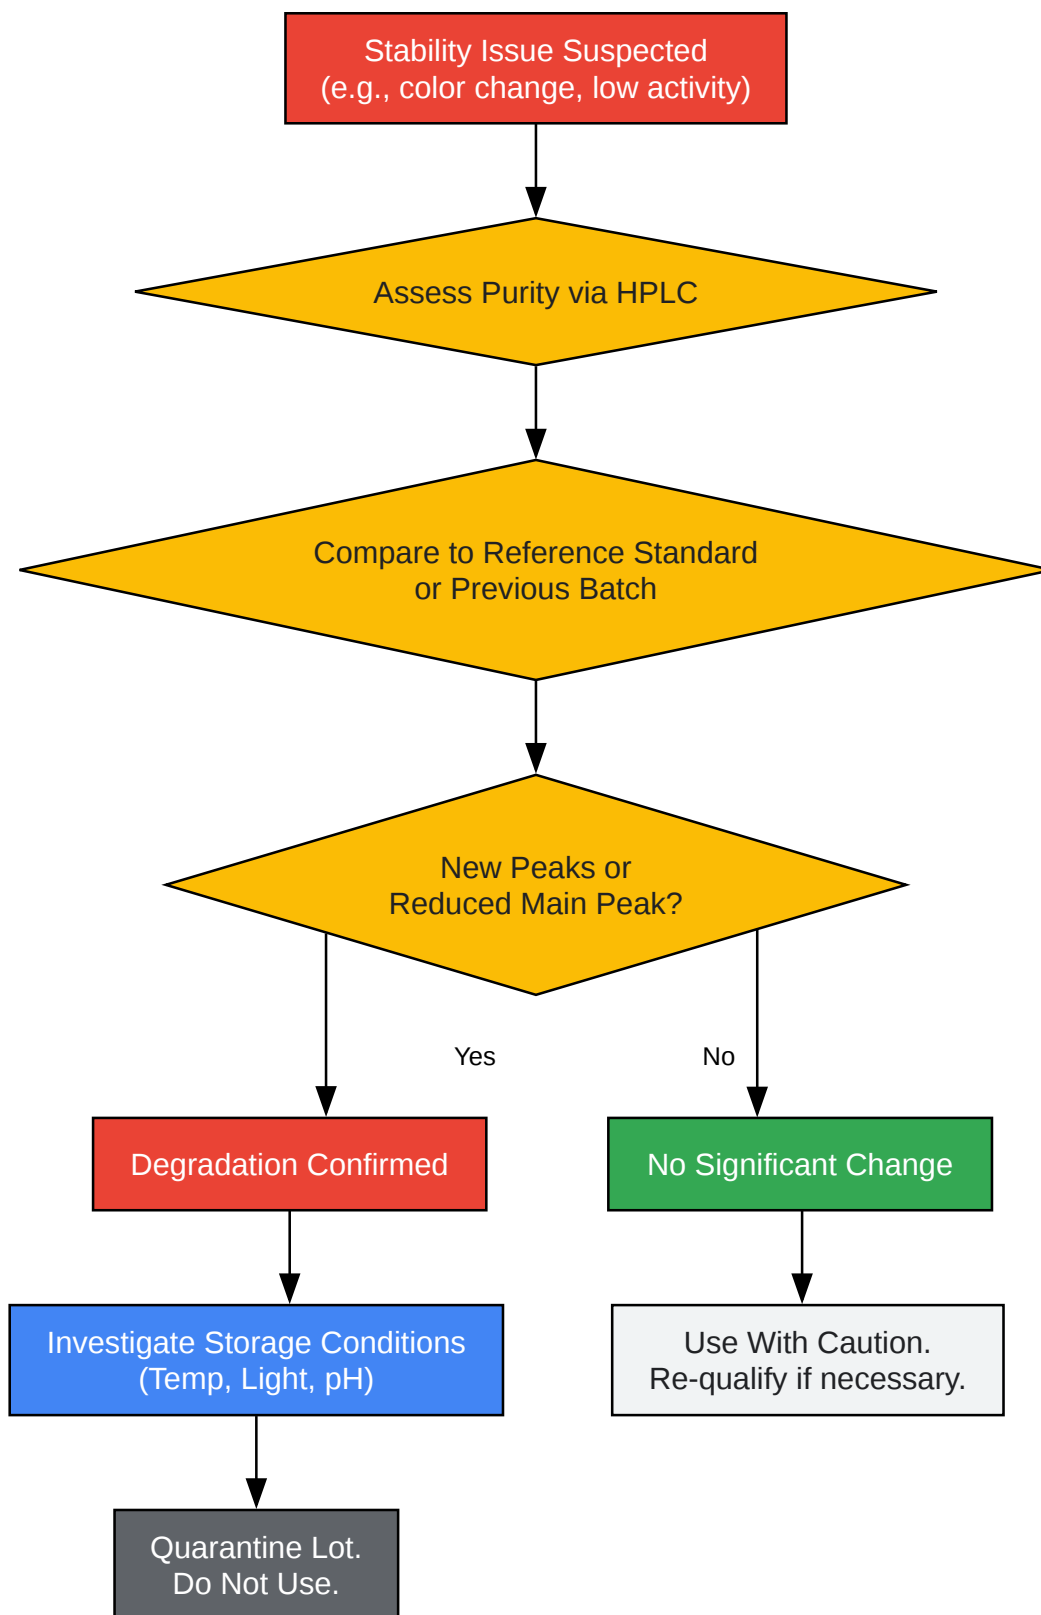 Stability Issue Suspected
(e.g., color change, low activity)
Assess Purity via HPLC
Compare to Reference Standard
or Previous Batch
New Peaks or
Reduced Main Peak?
Yes
No
Degradation Confirmed
No Significant Change
Investigate Storage Conditions
(Temp, Light, pH)
Use With Caution.
Re-qualify if necessary.
Quarantine Lot.
Do Not Use.